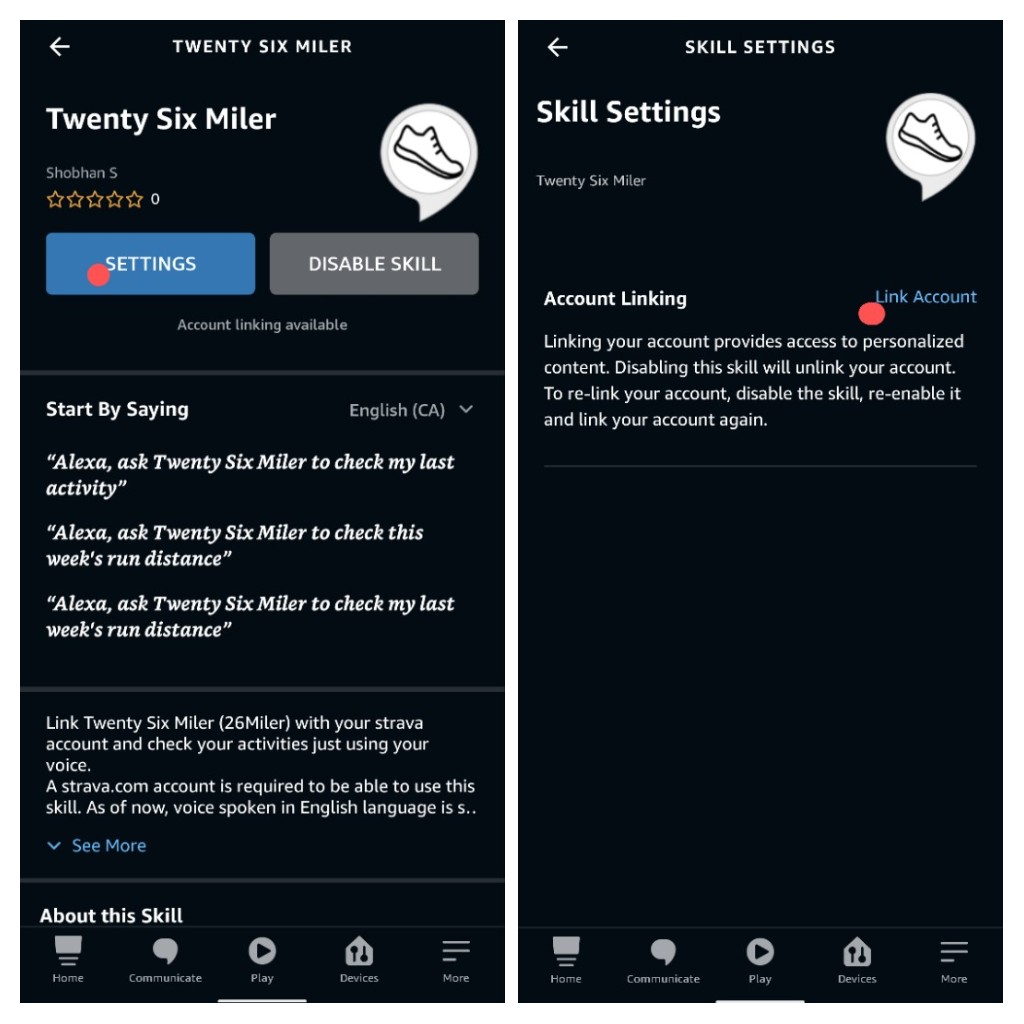 TWENTY SIX MILER
Twenty Six Miler
Shobhan S
0
SETTINGS
DISABLE SKILL
Account linking available
Start By Saying
English (CA)
“Alexa, ask Twenty Six Miler to check my last
activity”
“Alexa, ask Twenty Six Miler to check this
week's run distance”
“Alexa, ask Twenty Six Miler to check my last
week's run distance”
Link Twenty Six Miler (26Miler) with your strava
account and check your activities just using your
voice.
A strava.com account is required to be able to use this
skill. As of now, voice spoken in English language is s..
See More
About this Skill
Home
Communicate
Play
Devices
More
SKILL SETTINGS
Skill Settings
Twenty Six Miler
Account Linking
Link Account
Linking your account provides access to personalized
content. Disabling this skill will unlink your account.
To re-link your account, disable the skill, re-enable it
and link your account again.
Home
Communicate
Play
Devices
More